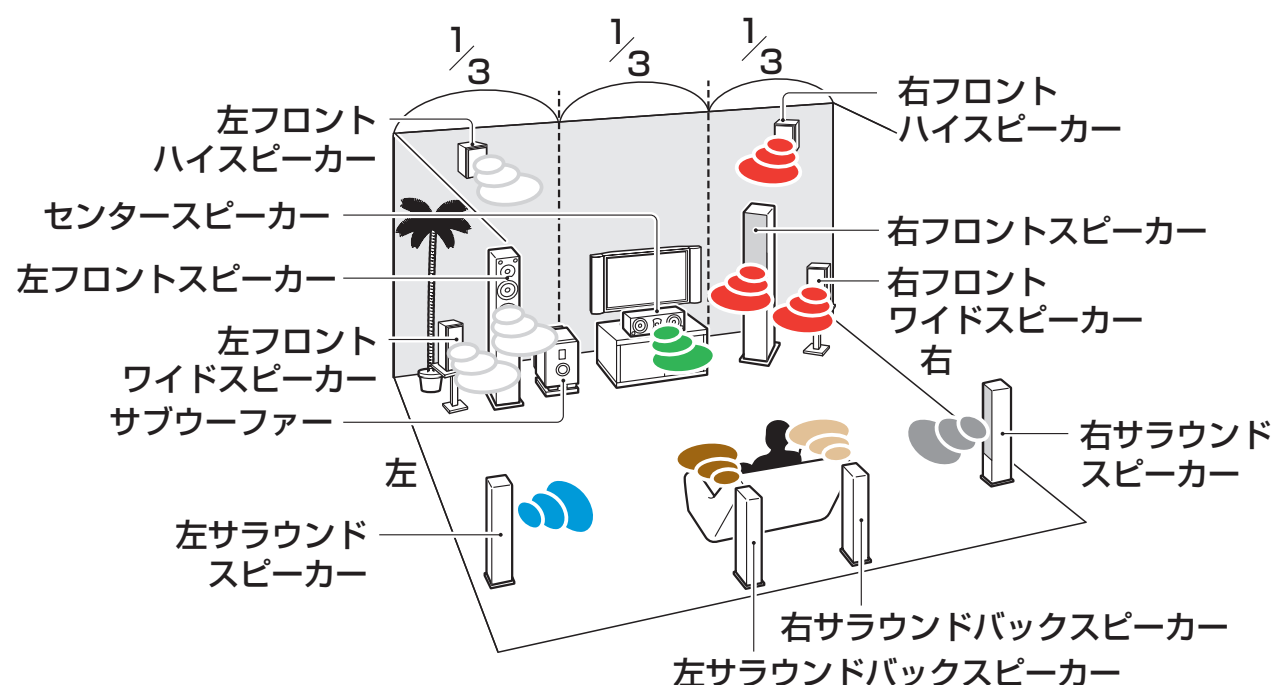 1/3
1/3
1/3
左フロント
ハイスピーカー
右フロント
ハイスピーカー
センタースピーカー
右フロントスピーカー
左フロントスピーカー
右フロント
ワイドスピーカー
左フロント
ワイドスピーカー
右
サブウーファー
左
右サラウンド
スピーカー
左サラウンド
スピーカー
右サラウンドバックスピーカー
左サラウンドバックスピーカー